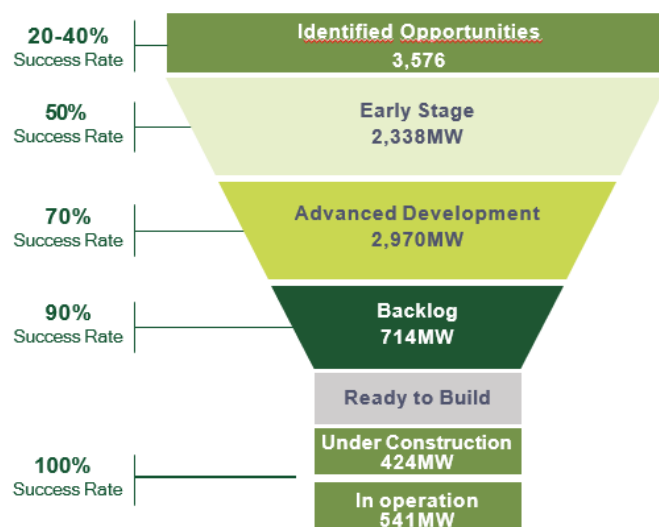 20-40%
Success Rate
Identified Opportunities
3,576
50%
Success Rate
Early Stage
2,338MW
70%
Success Rate
Advanced Development
2,970MW
90%
Success Rate
Backlog
714MW
Ready to Build
100%
Success Rate
Under Construction
424MW
In operation
541MW